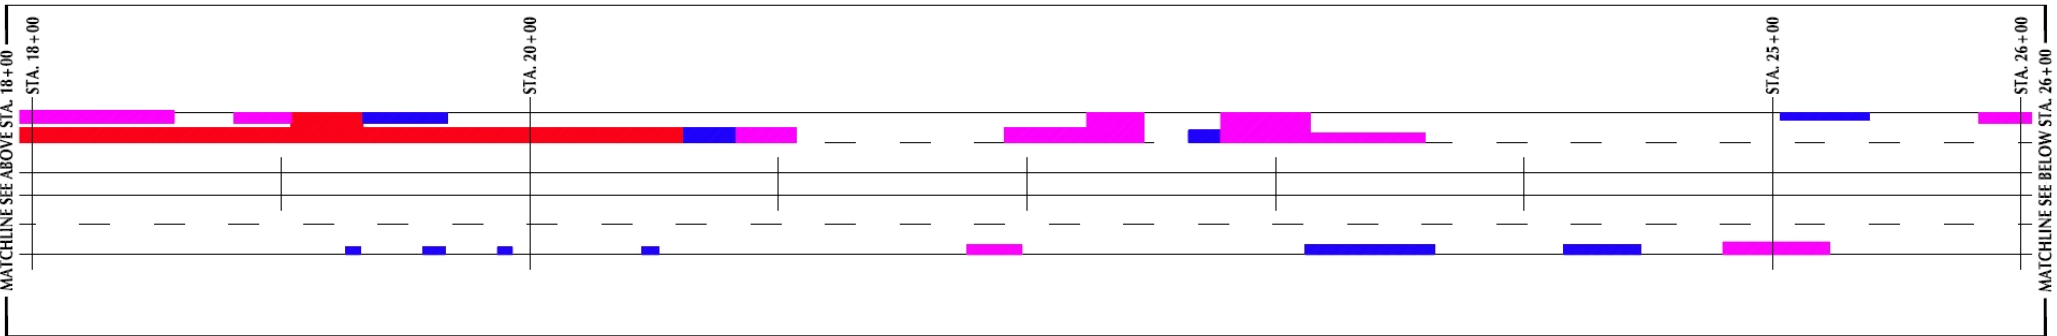 MATCHLINE SEE ABOVE STA. 18+00
STA. 18+00
STA. 20+00
STA. 25+00
STA. 26+00
MATCHLINE SEE BELOW STA. 26+00